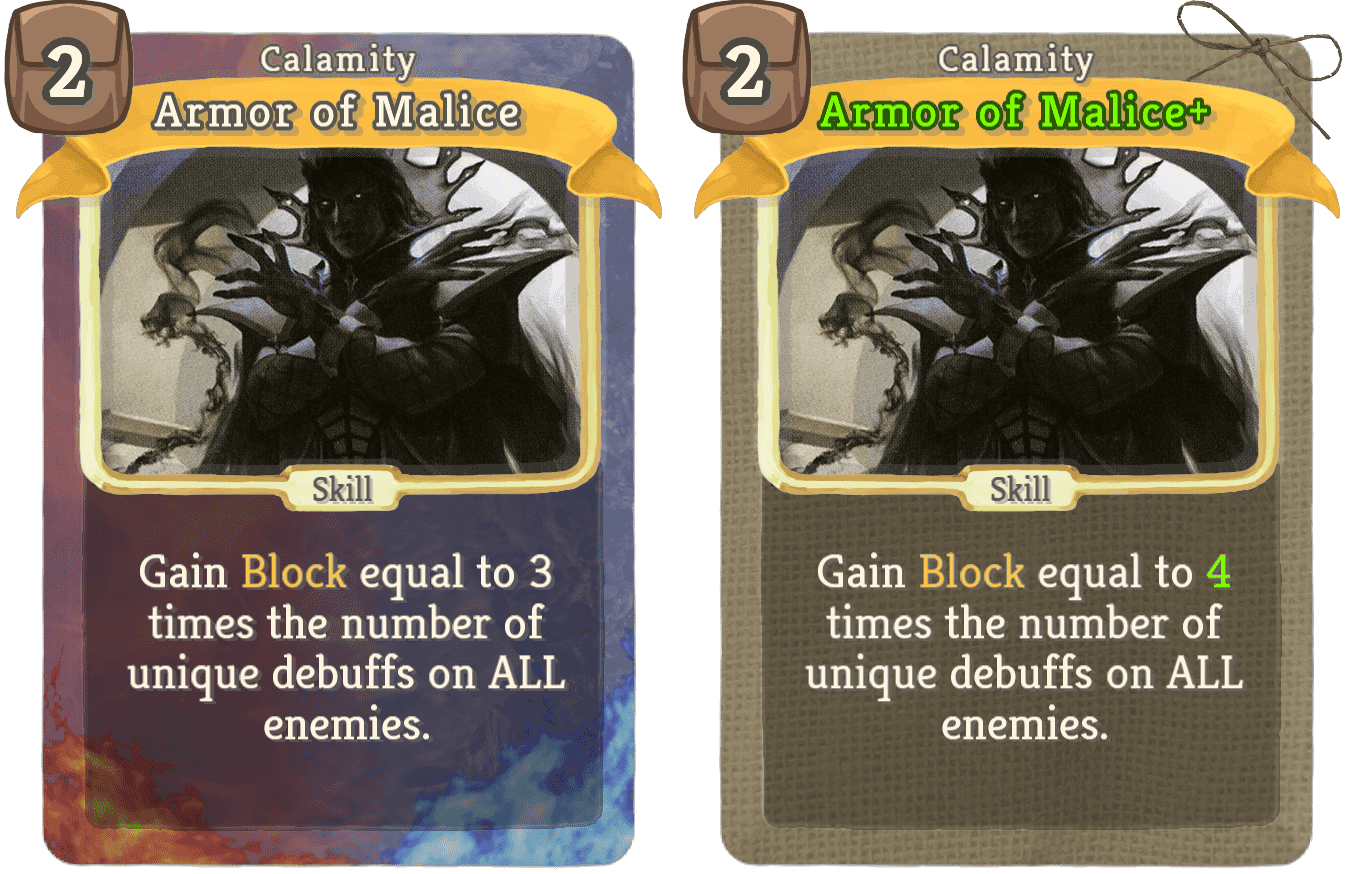 2
Calamity
Armor of Malice
Skill
Gain Block equal to 3
times the number of
unique debuffs on ALL
enemies.
2
Calamity
Armor of Malice+
Skill
Gain Block equal to 4
times the number of
unique debuffs on ALL
enemies.